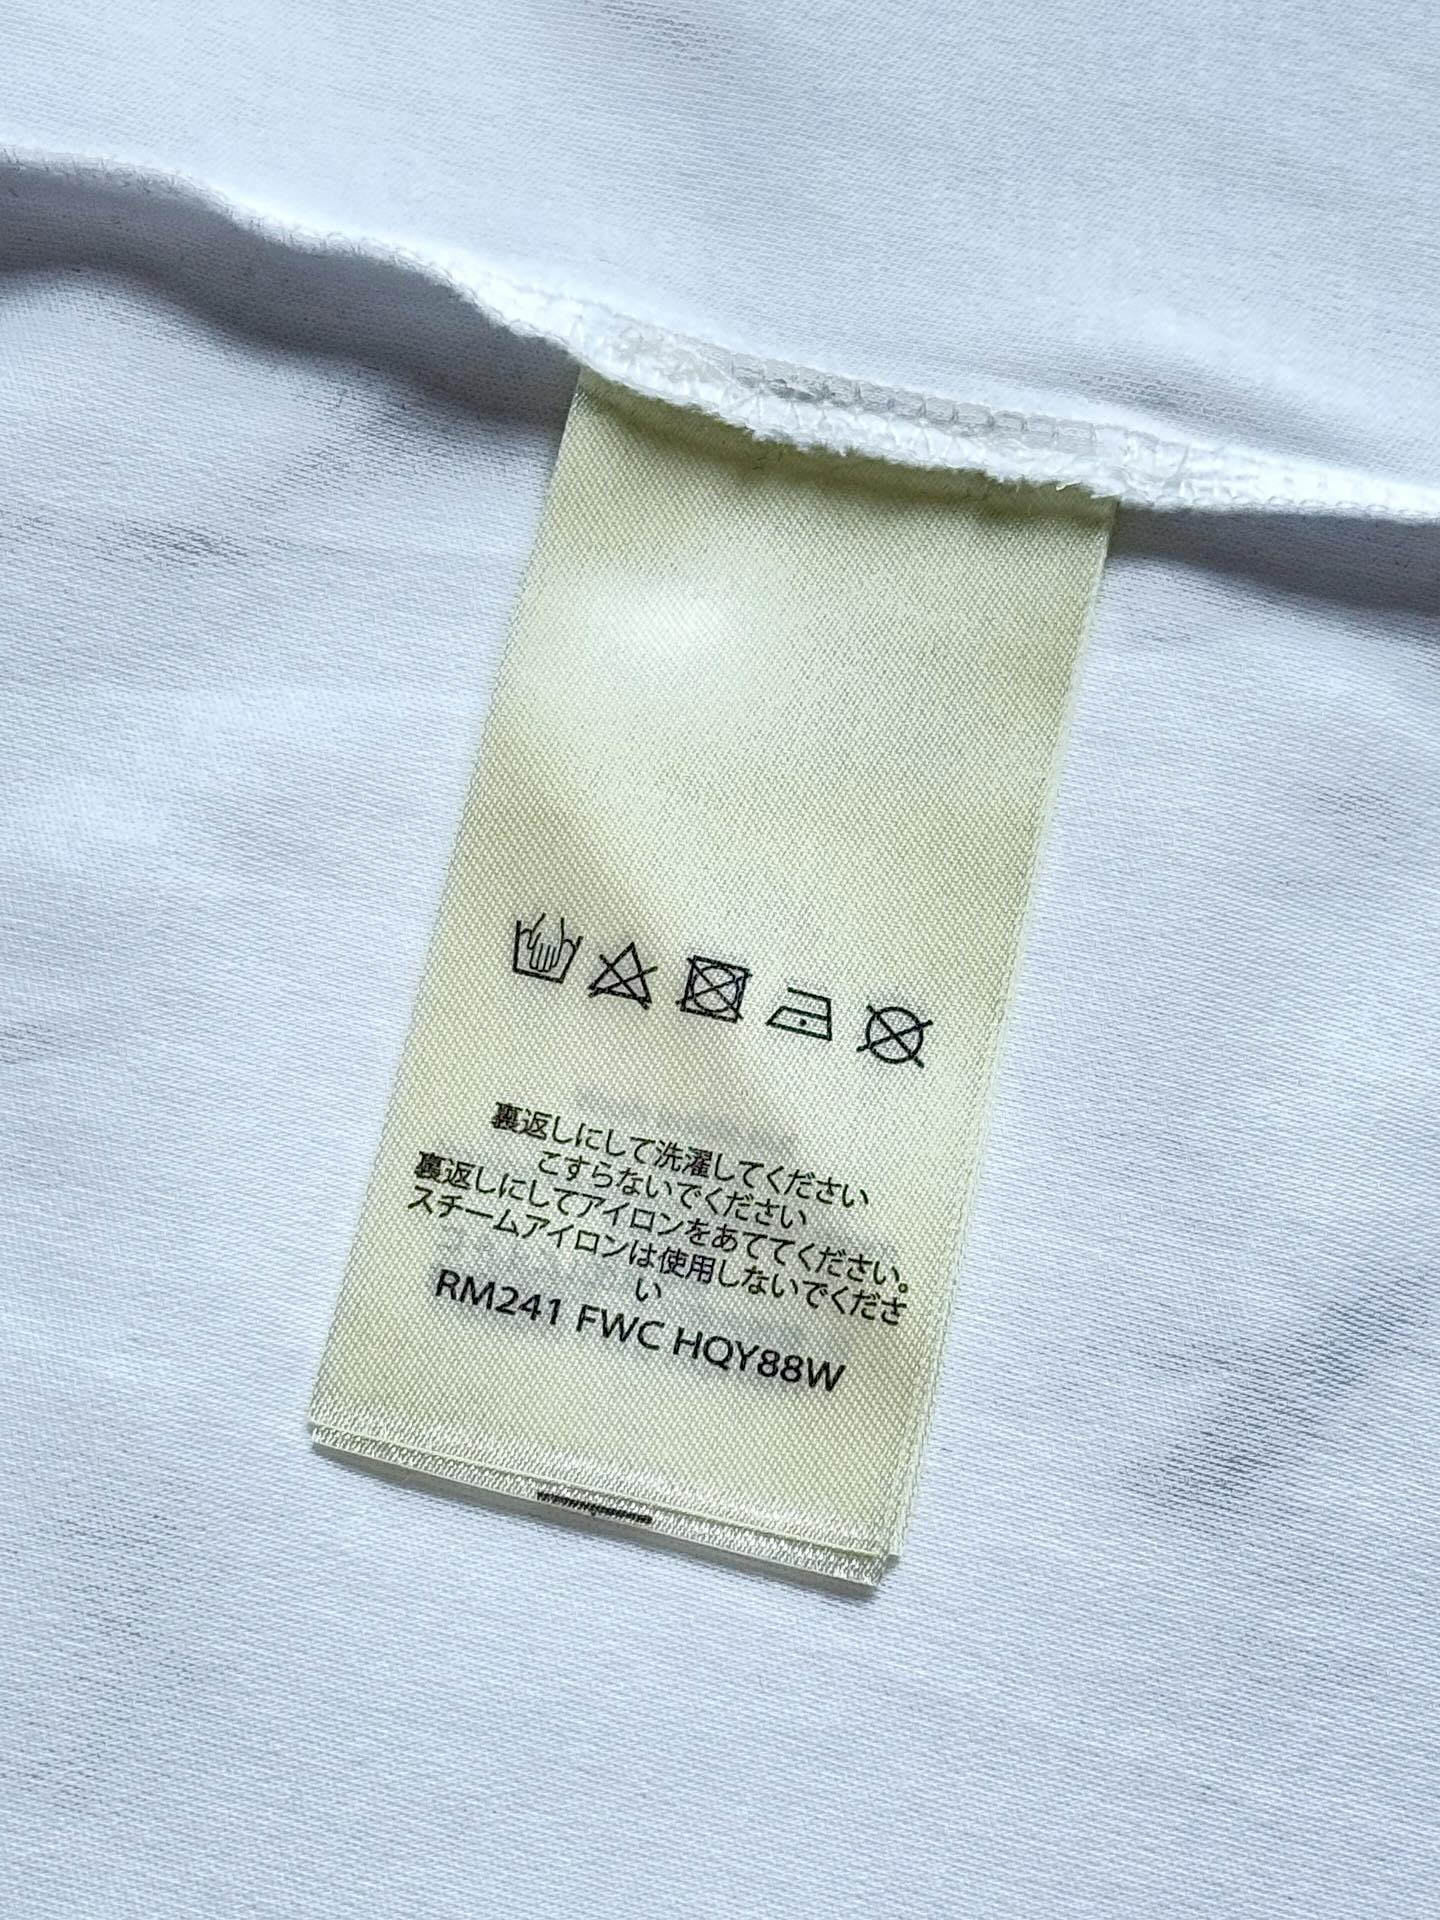 裏返しにして洗濯してください
こすらないでください
裏返しにしてアイロンをあててください。
スチームアイロンは使用しないでくださ
い
RM241 FWC HQY88W